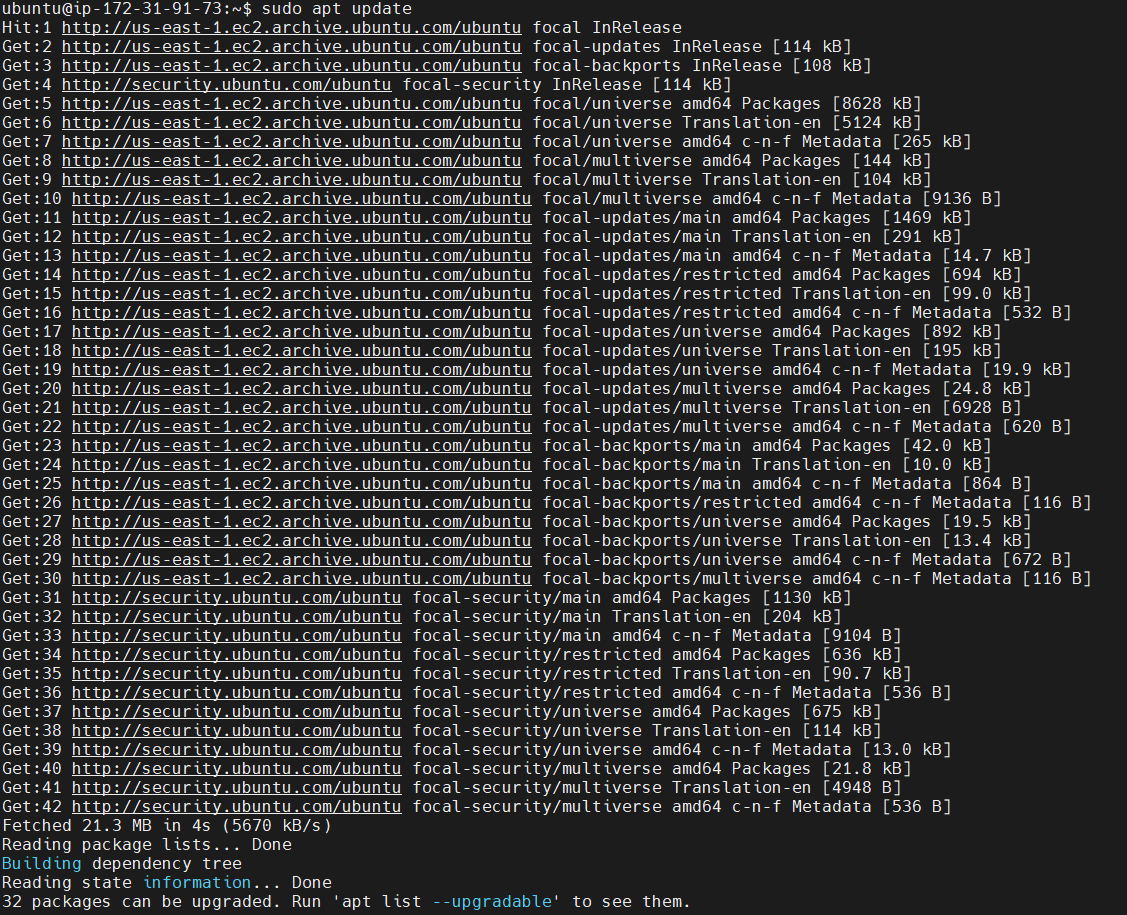 ubuntu@ip-172-31-91-73:~$ sudo apt update
Hit:1 http://us-east-1.ec2.archive.ubuntu.com/ubuntu focal InRelease
Get:2 http://us-east-1.ec2.archive.ubuntu.com/ubuntu focal-updates InRelease [114 kB]
Get:3 http://us-east-1.ec2.archive.ubuntu.com/ubuntu focal-backports InRelease [108 kB]
Get:4 http://security.ubuntu.com/ubuntu focal-security InRelease [114 kB]
Get:5 http://us-east-1.ec2.archive.ubuntu.com/ubuntu focal/universe amd64 Packages [8628 kB]
Get:6 http://us-east-1.ec2.archive.ubuntu.com/ubuntu focal/universe Translation-en [5124 kB]
Get:7 http://us-east-1.ec2.archive.ubuntu.com/ubuntu focal/universe amd64 c-n-f Metadata [265 kB]
Get:8 http://us-east-1.ec2.archive.ubuntu.com/ubuntu focal/multiverse amd64 Packages [144 kB]
Get:9 http://us-east-1.ec2.archive.ubuntu.com/ubuntu focal/multiverse Translation-en [104 kB]
Get:10 http://us-east-1.ec2.archive.ubuntu.com/ubuntu focal/multiverse amd64 c-n-f Metadata [9136 B]
Get:11 http://us-east-1.ec2.archive.ubuntu.com/ubuntu focal-updates/main amd64 Packages [1469 kB]
Get:12 http://us-east-1.ec2.archive.ubuntu.com/ubuntu focal-updates/main Translation-en [291 kB]
Get:13 http://us-east-1.ec2.archive.ubuntu.com/ubuntu focal-updates/main amd64 c-n-f Metadata [14.7 kB]
Get:14 http://us-east-1.ec2.archive.ubuntu.com/ubuntu focal-updates/restricted amd64 Packages [694 kB]
Get:15 http://us-east-1.ec2.archive.ubuntu.com/ubuntu focal-updates/restricted Translation-en [99.0 kB]
Get:16 http://us-east-1.ec2.archive.ubuntu.com/ubuntu focal-updates/restricted amd64 c-n-f Metadata [532 B]
Get:17 http://us-east-1.ec2.archive.ubuntu.com/ubuntu focal-updates/universe amd64 Packages [892 kB]
Get:18 http://us-east-1.ec2.archive.ubuntu.com/ubuntu focal-updates/universe Translation-en [195 kB]
Get:19 http://us-east-1.ec2.archive.ubuntu.com/ubuntu focal-updates/universe amd64 c-n-f Metadata [19.9 kB]
Get:20 http://us-east-1.ec2.archive.ubuntu.com/ubuntu focal-updates/multiverse amd64 Packages [24.8 kB]
Get:21 http://us-east-1.ec2.archive.ubuntu.com/ubuntu focal-updates/multiverse Translation-en [6928 B]
Get:22 http://us-east-1.ec2.archive.ubuntu.com/ubuntu focal-updates/multiverse amd64 c-n-f Metadata [620 B]
Get:23 http://us-east-1.ec2.archive.ubuntu.com/ubuntu focal-backports/main amd64 Packages [42.0 kB]
Get:24 http://us-east-1.ec2.archive.ubuntu.com/ubuntu focal-backports/main Translation-en [10.0 kB]
Get:25 http://us-east-1.ec2.archive.ubuntu.com/ubuntu focal-backports/main amd64 c-n-f Metadata [864 B]
Get:26 http://us-east-1.ec2.archive.ubuntu.com/ubuntu focal-backports/restricted amd64 c-n-f Metadata [116 B]
Get:27 http://us-east-1.ec2.archive.ubuntu.com/ubuntu focal-backports/universe amd64 Packages [19.5 kB]
Get:28 http://us-east-1.ec2.archive.ubuntu.com/ubuntu focal-backports/universe Translation-en [13.4 kB]
Get:29 http://us-east-1.ec2.archive.ubuntu.com/ubuntu focal-backports/universe amd64 c-n-f Metadata [672 B]
Get:30 http://us-east-1.ec2.archive.ubuntu.com/ubuntu focal-backports/multiverse amd64 c-n-f Metadata [116 B]
Get:31 http://security.ubuntu.com/ubuntu focal-security/main amd64 Packages [1130 kB]
Get:32 http://security.ubuntu.com/ubuntu focal-security/main Translation-en [204 kB]
Get:33 http://security.ubuntu.com/ubuntu focal-security/main amd64 c-n-f Metadata [9104 B]
Get:34 http://security.ubuntu.com/ubuntu focal-security/restricted amd64 Packages [636 kB]
Get:35 http://security.ubuntu.com/ubuntu focal-security/restricted Translation-en [90.7 kB]
Get:36 http://security.ubuntu.com/ubuntu focal-security/restricted amd64 c-n-f Metadata [536 B]
Get:37 http://security.ubuntu.com/ubuntu focal-security/universe amd64 Packages [675 kB]
Get:38 http://security.ubuntu.com/ubuntu focal-security/universe Translation-en [114 kB]
Get:39 http://security.ubuntu.com/ubuntu focal-security/universe amd64 c-n-f Metadata [13.0 kB]
Get:40 http://security.ubuntu.com/ubuntu focal-security/multiverse amd64 Packages [21.8 kB]
Get:41 http://security.ubuntu.com/ubuntu focal-security/multiverse Translation-en [4948 B]
Get:42 http://security.ubuntu.com/ubuntu focal-security/multiverse amd64 c-n-f Metadata [536 B]
Fetched 21.3 MB in 4s (5670 kB/s)
Reading package lists... Done
Building dependency tree
Reading state information... Done
32 packages can be upgraded. Run 'apt list --upgradable' to see them.